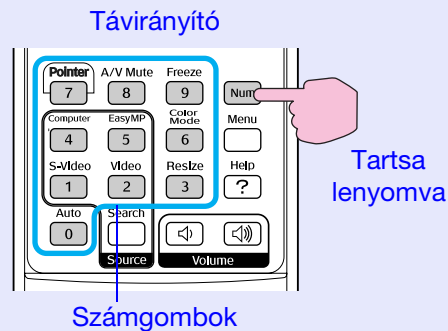 Távirányító
Pointer A/V Mute Freeze
7 8 9 Num
Computer EasyMP Color Mode Menu
4 5 6
S-Video Video Resize Help
1 2 3 ?
Auto Search
0
Source Volume
Tartsa
lenyomva
Számgombok